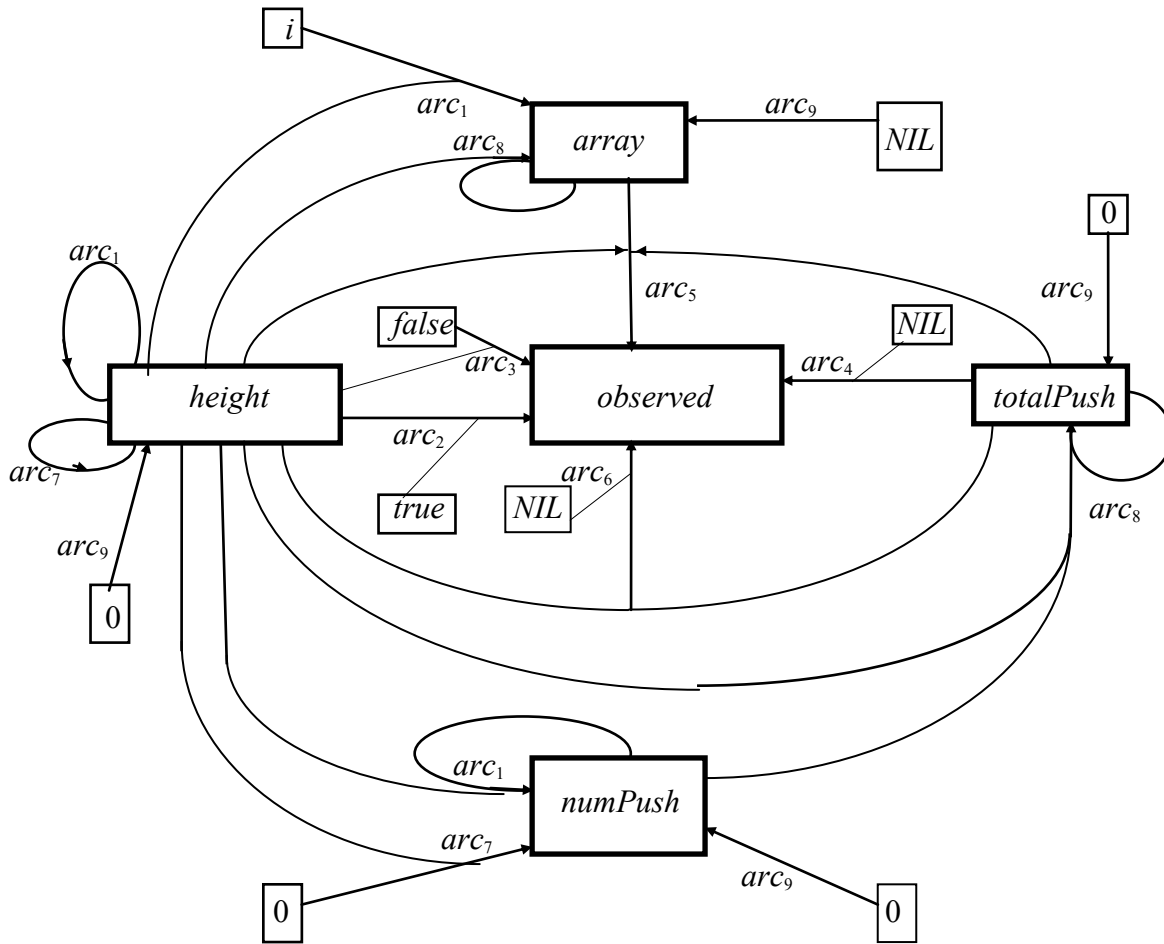 i
arc₁
arc₉
NIL
arc₈
array
0
arc₁
arc₅
arc₉
false
NIL
arc₃
arc₄
height
observed
totalPush
arc₂
arc₇
arc₆
true
NIL
arc₈
arc₉
0
arc₁
numPush
arc₇
arc₉
0
0